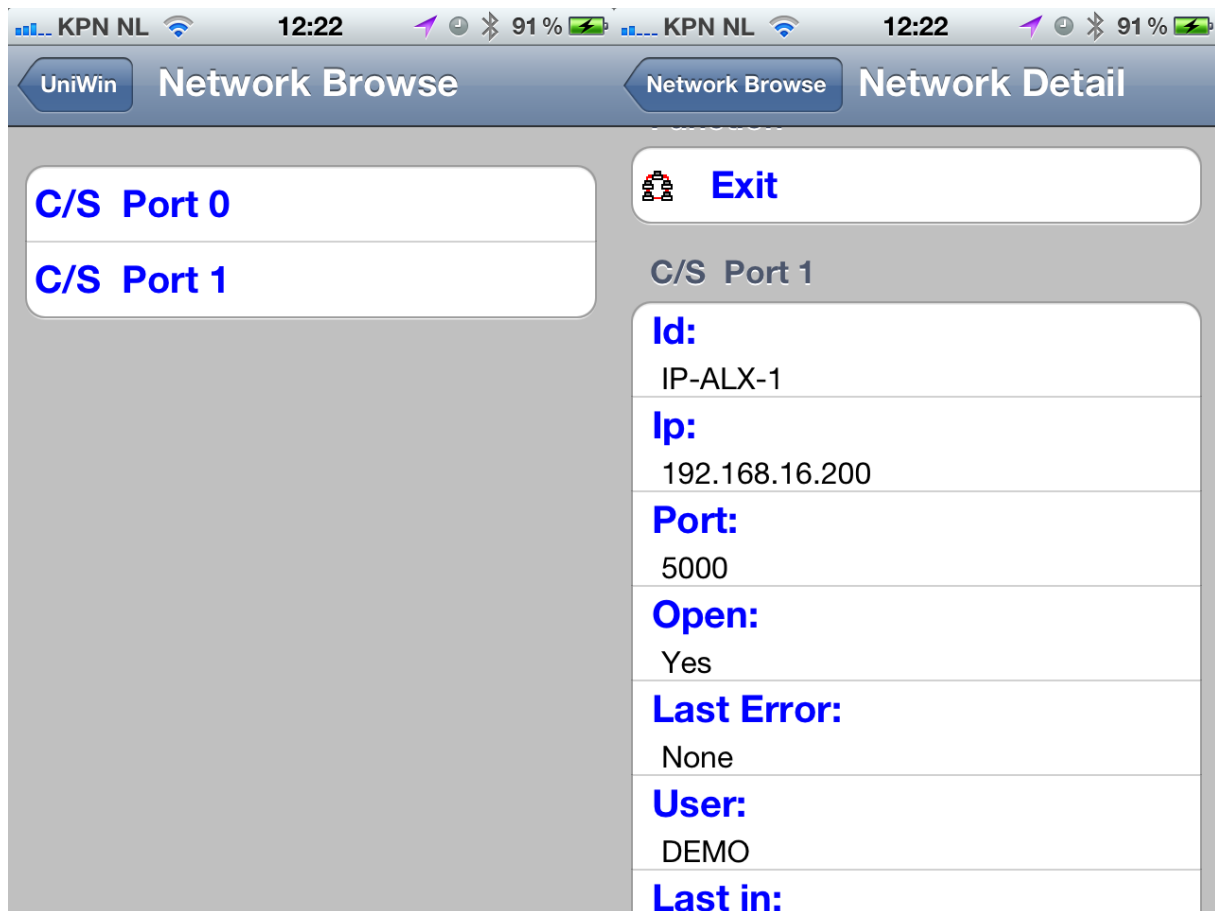 KPN NL 12:22 91 %
UniWin Network Browse
C/S Port 0
C/S Port 1
KPN NL 12:22 91 %
Network Browse Network Detail
Exit
C/S Port 1
Id:
IP-ALX-1
Ip:
192.168.16.200
Port:
5000
Open:
Yes
Last Error:
None
User:
DEMO
Last in: